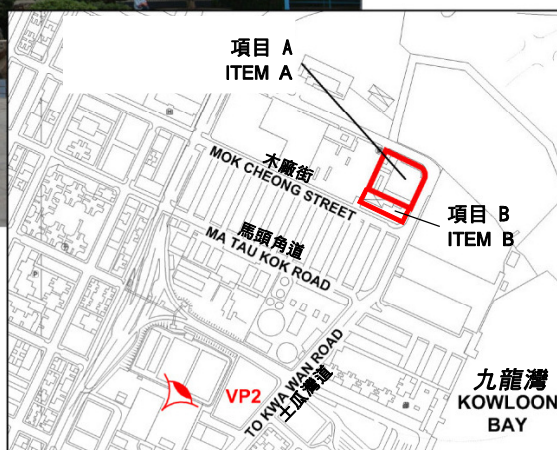 項目 A
ITEM A
木廠街
MOK CHEONG STREET
項目 B
ITEM B
馬頭角道
MA TAU KOK ROAD
TO KWA WAN ROAD
土瓜灣道
VP2
九龍灣
KOWLOON
BAY